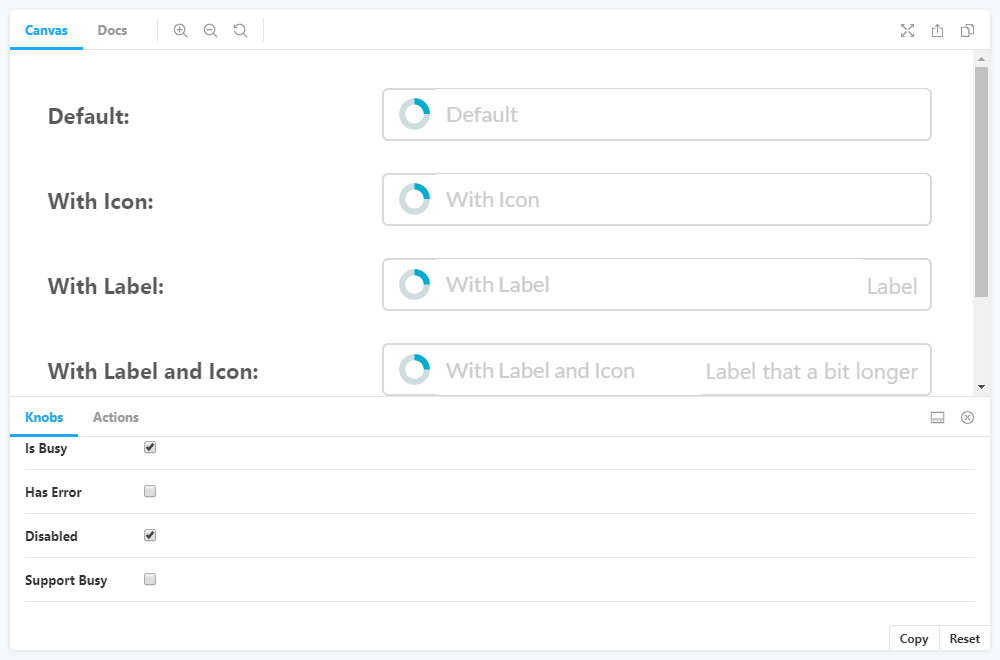 Canvas Docs
Default: Default
With Icon: With Icon
With Label: With Label Label
With Label and Icon: With Label and Icon Label that a bit longer
Knobs Actions
Is Busy
Has Error
Disabled
Support Busy
Copy Reset